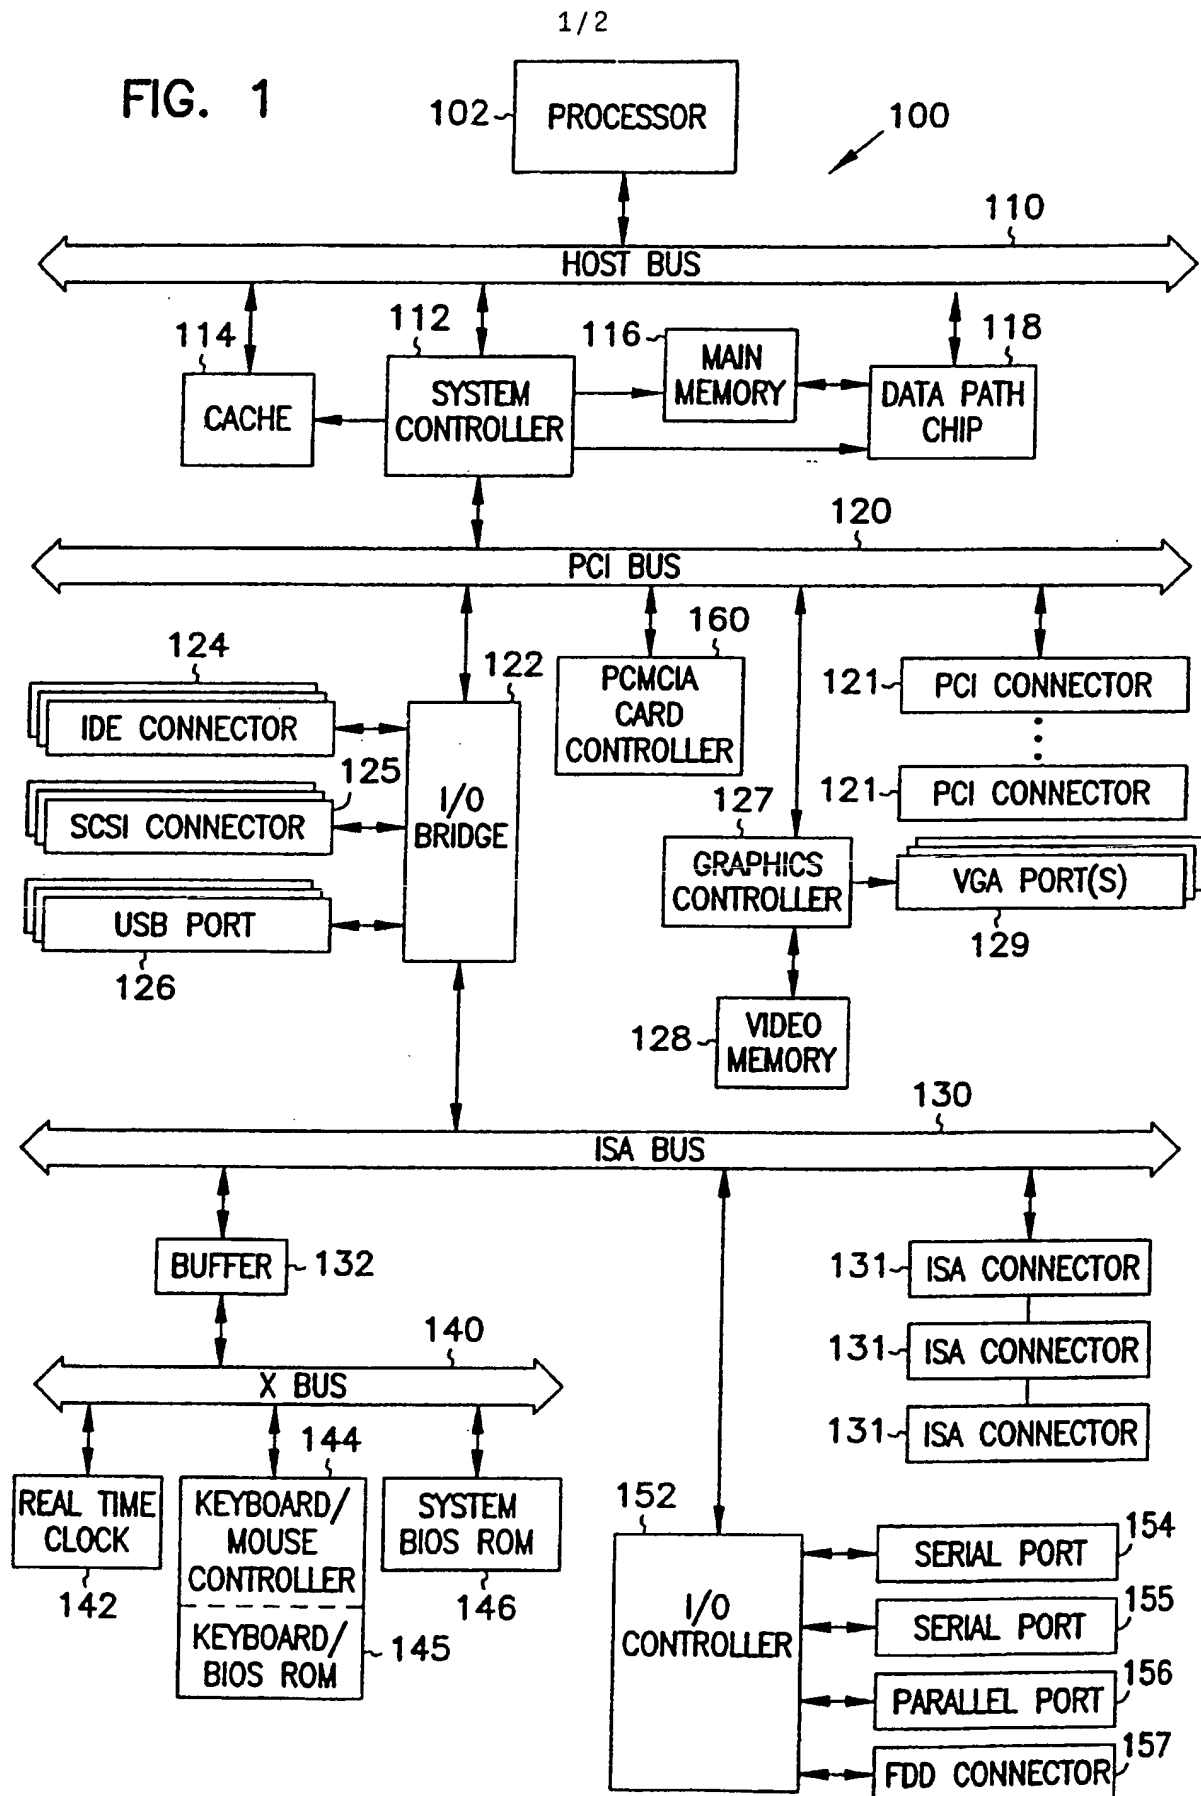 1/2
FIG. 1
102
PROCESSOR
100
110
HOST BUS
114
112
116
118
CACHE
SYSTEM
CONTROLLER
MAIN
MEMORY
DATA PATH
CHIP
120
PCI BUS
124
122
160
IDE CONNECTOR
125
SCSI CONNECTOR
USB PORT
126
I/O
BRIDGE
PCMCIA
CARD
CONTROLLER
121
PCI CONNECTOR
121
PCI CONNECTOR
127
GRAPHICS
CONTROLLER
VGA PORT(S)
129
128
VIDEO
MEMORY
130
ISA BUS
BUFFER
132
131
ISA CONNECTOR
131
ISA CONNECTOR
131
ISA CONNECTOR
140
X BUS
REAL TIME
CLOCK
142
144
KEYBOARD/
MOUSE
CONTROLLER
KEYBOARD/
BIOS ROM
145
SYSTEM
BIOS ROM
146
152
I/O
CONTROLLER
SERIAL PORT
154
SERIAL PORT
155
PARALLEL PORT
156
FDD CONNECTOR
157